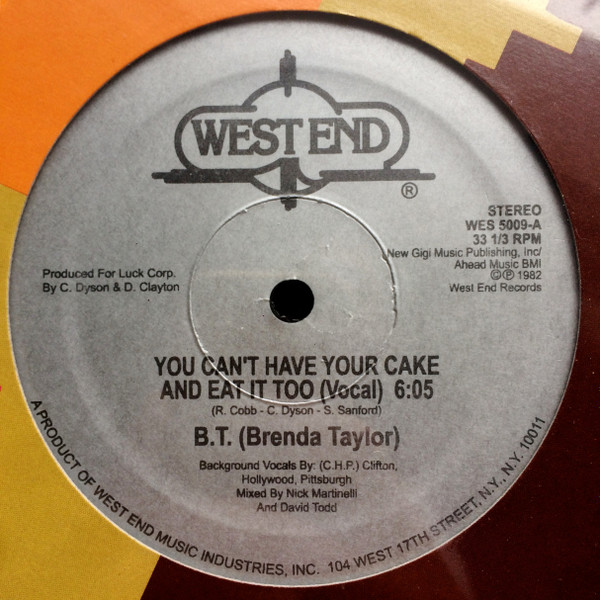 WEST END
®
STEREO
WES 5009-A
33 1/3 RPM
New Gigi Music Publishing, Inc/
Ahead Music BMI
©℗ 1982
West End Records
Produced For Luck Corp.
By C. Dyson & D. Clayton
YOU CAN'T HAVE YOUR CAKE
AND EAT IT TOO (Vocal) 6:05
(R. Cobb - C. Dyson - S. Sanford)
B.T. (Brenda Taylor)
Background Vocals By: (C.H.P.) Clifton,
Hollywood, Pittsburgh
Mixed By Nick Martinelli
And David Todd
A PRODUCT OF WEST END MUSIC INDUSTRIES, INC. 104 WEST 17TH STREET, N.Y., N.Y. 10011